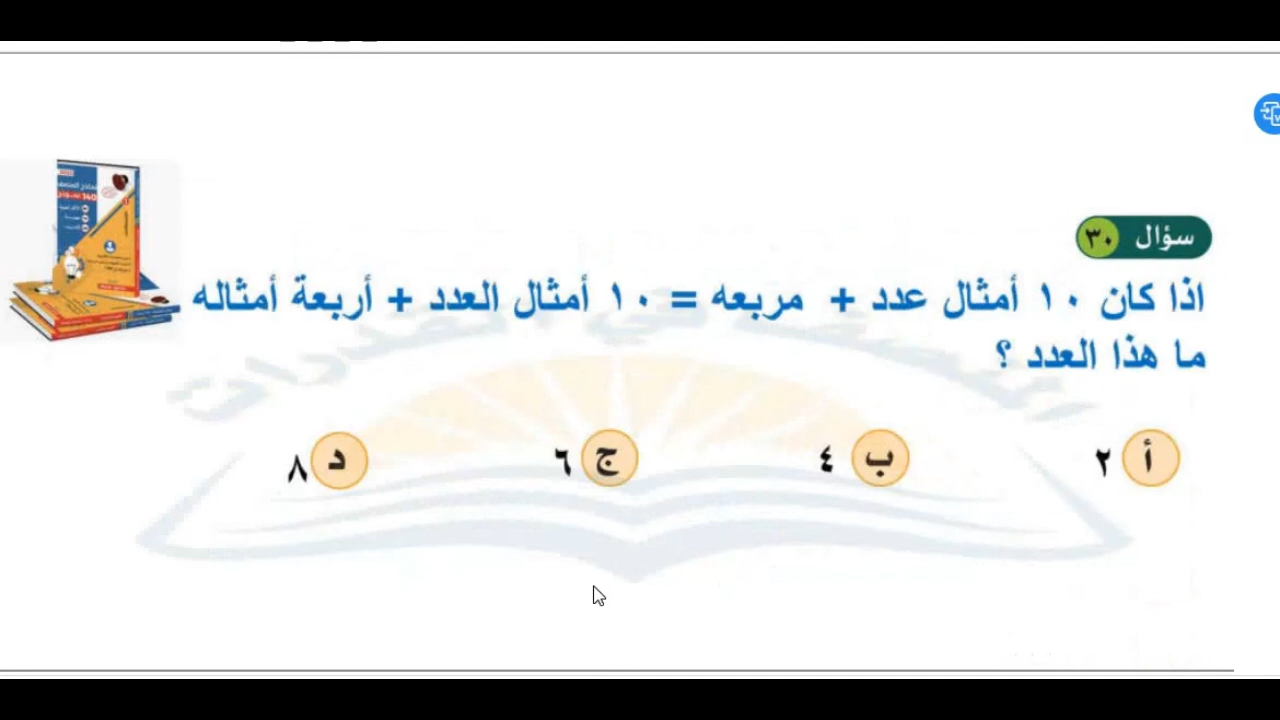 سؤال ٣٠
اذا كان ١٠ أمثال عدد + مربعه = ١٠ أمثال العدد + أربعة أمثاله
ما هذا العدد ؟
أ ٢
ب ٤
ج ٦
د ٨